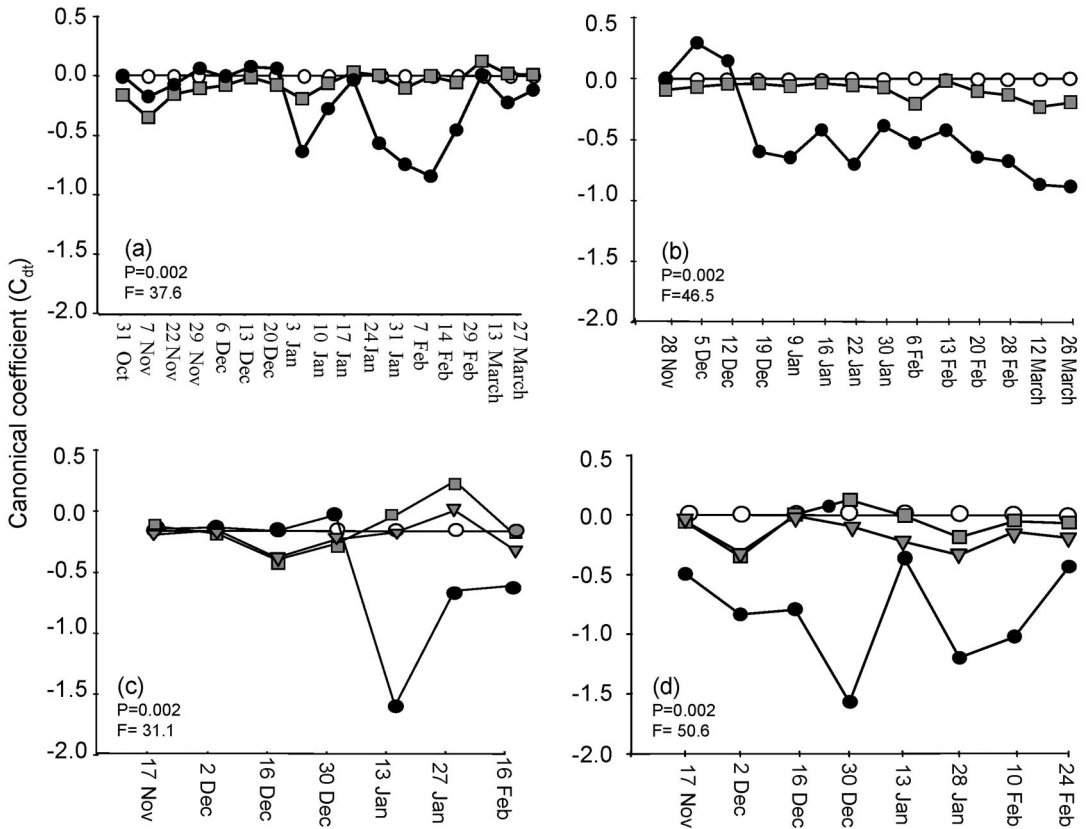 Canonical coefficient (Cdt)
0.5
0.0
-0.5
-1.0
-1.5
-2.0
(a)
P=0.002
F= 37.6
31 Oct
7 Nov
22 Nov
29 Nov
6 Dec
13 Dec
20 Dec
3 Jan
10 Jan
17 Jan
24 Jan
31 Jan
7 Feb
14 Feb
29 Feb
13 March
27 March
0.5
0.0
-0.5
-1.0
-1.5
-2.0
(b)
P=0.002
F=46.5
28 Nov
5 Dec
12 Dec
19 Dec
9 Jan
16 Jan
22 Jan
30 Jan
6 Feb
13 Feb
20 Feb
28 Feb
12 March
26 March
0.5
0.0
-0.5
-1.0
-1.5
-2.0
(c)
P=0.002
F= 31.1
17 Nov
2 Dec
16 Dec
30 Dec
13 Jan
27 Jan
16 Feb
0.5
0.0
-0.5
-1.0
-1.5
-2.0
(d)
P=0.002
F= 50.6
17 Nov
2 Dec
16 Dec
30 Dec
13 Jan
28 Jan
10 Feb
24 Feb